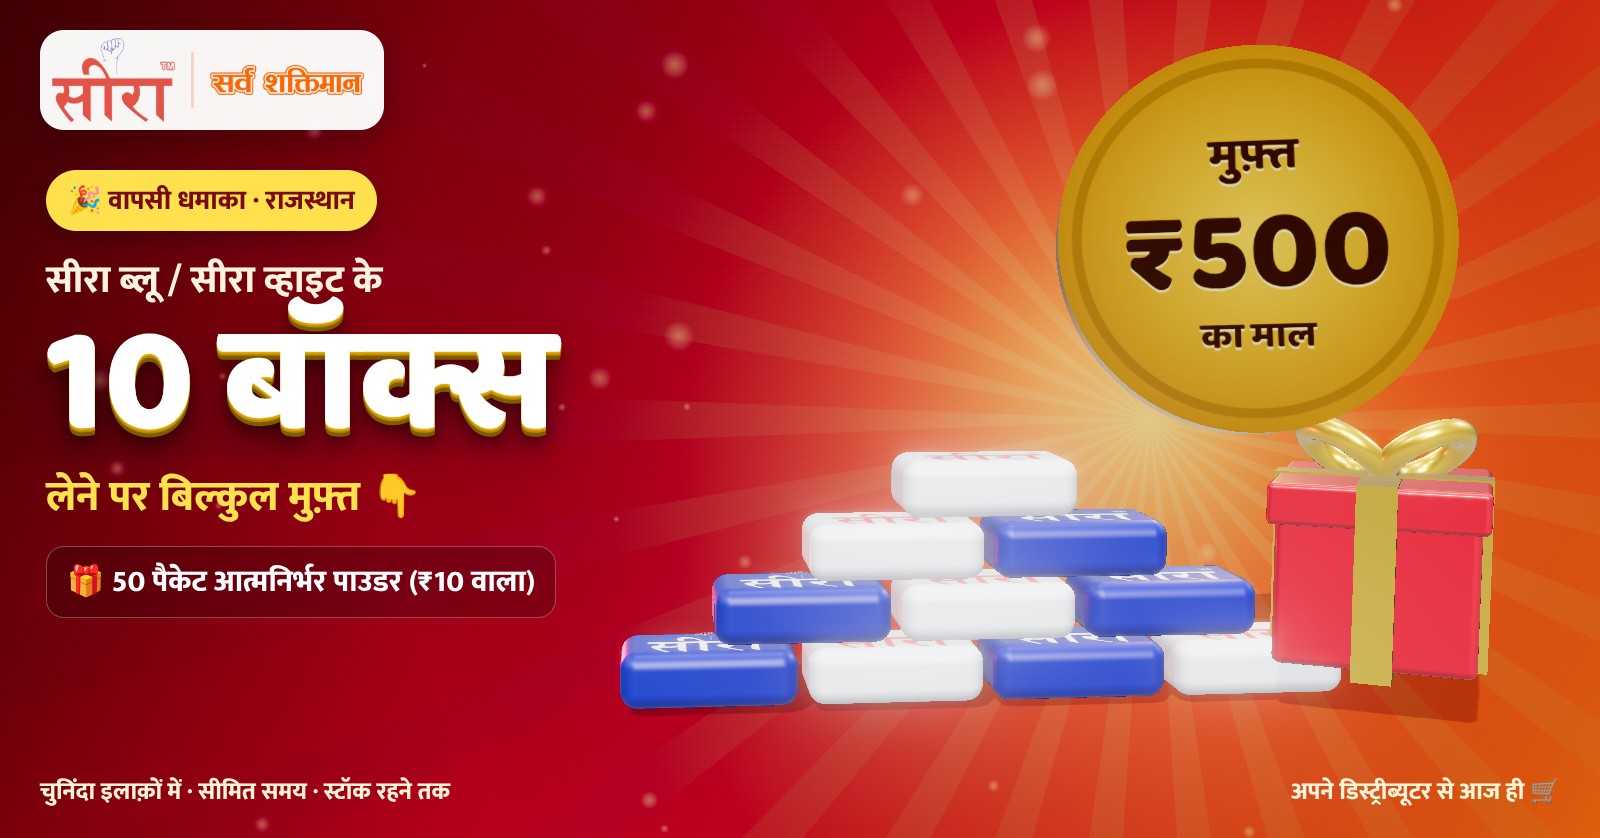 सीरा TM
सर्व शक्तिमान
🎉 वापसी धमाका · राजस्थान
सीरा ब्लू / सीरा व्हाइट के
10 बॉक्स
लेने पर बिल्कुल मुफ़्त 👇
🎁 50 पैकेट आत्मनिर्भर पाउडर (₹10 वाला)
मुफ़्त
₹500
का माल
सीरा
सीरा
सीरा
सीरा
सीरा
सीरा
सीरा
सीरा
सीरा
चुनिंदा इलाक़ों में · सीमित समय · स्टॉक रहने तक
अपने डिस्ट्रीब्यूटर से आज ही 🛒